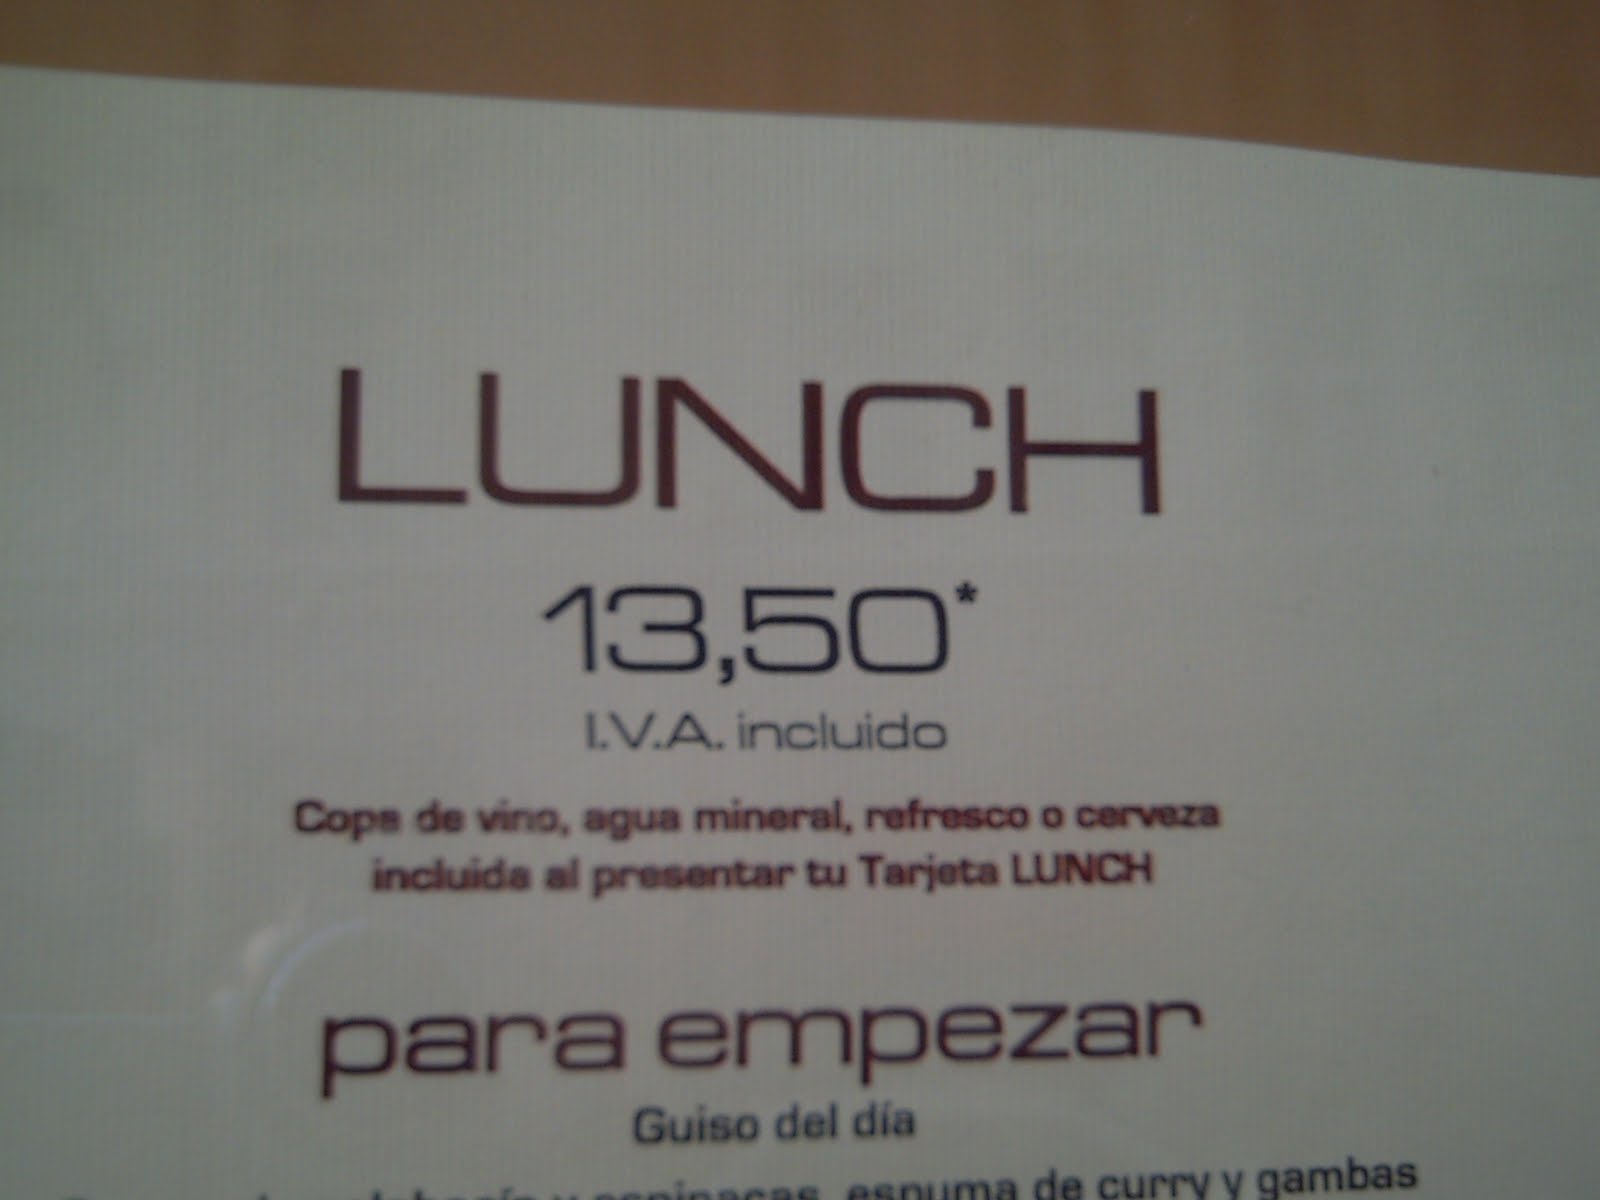 LUNCH
13,50*
I.V.A. incluido
Copa de vino, agua mineral, refresco o cerveza
incluida al presentar tu Tarjeta LUNCH
para empezar
Guiso del día
y espinacas, espuma de curry y gambas